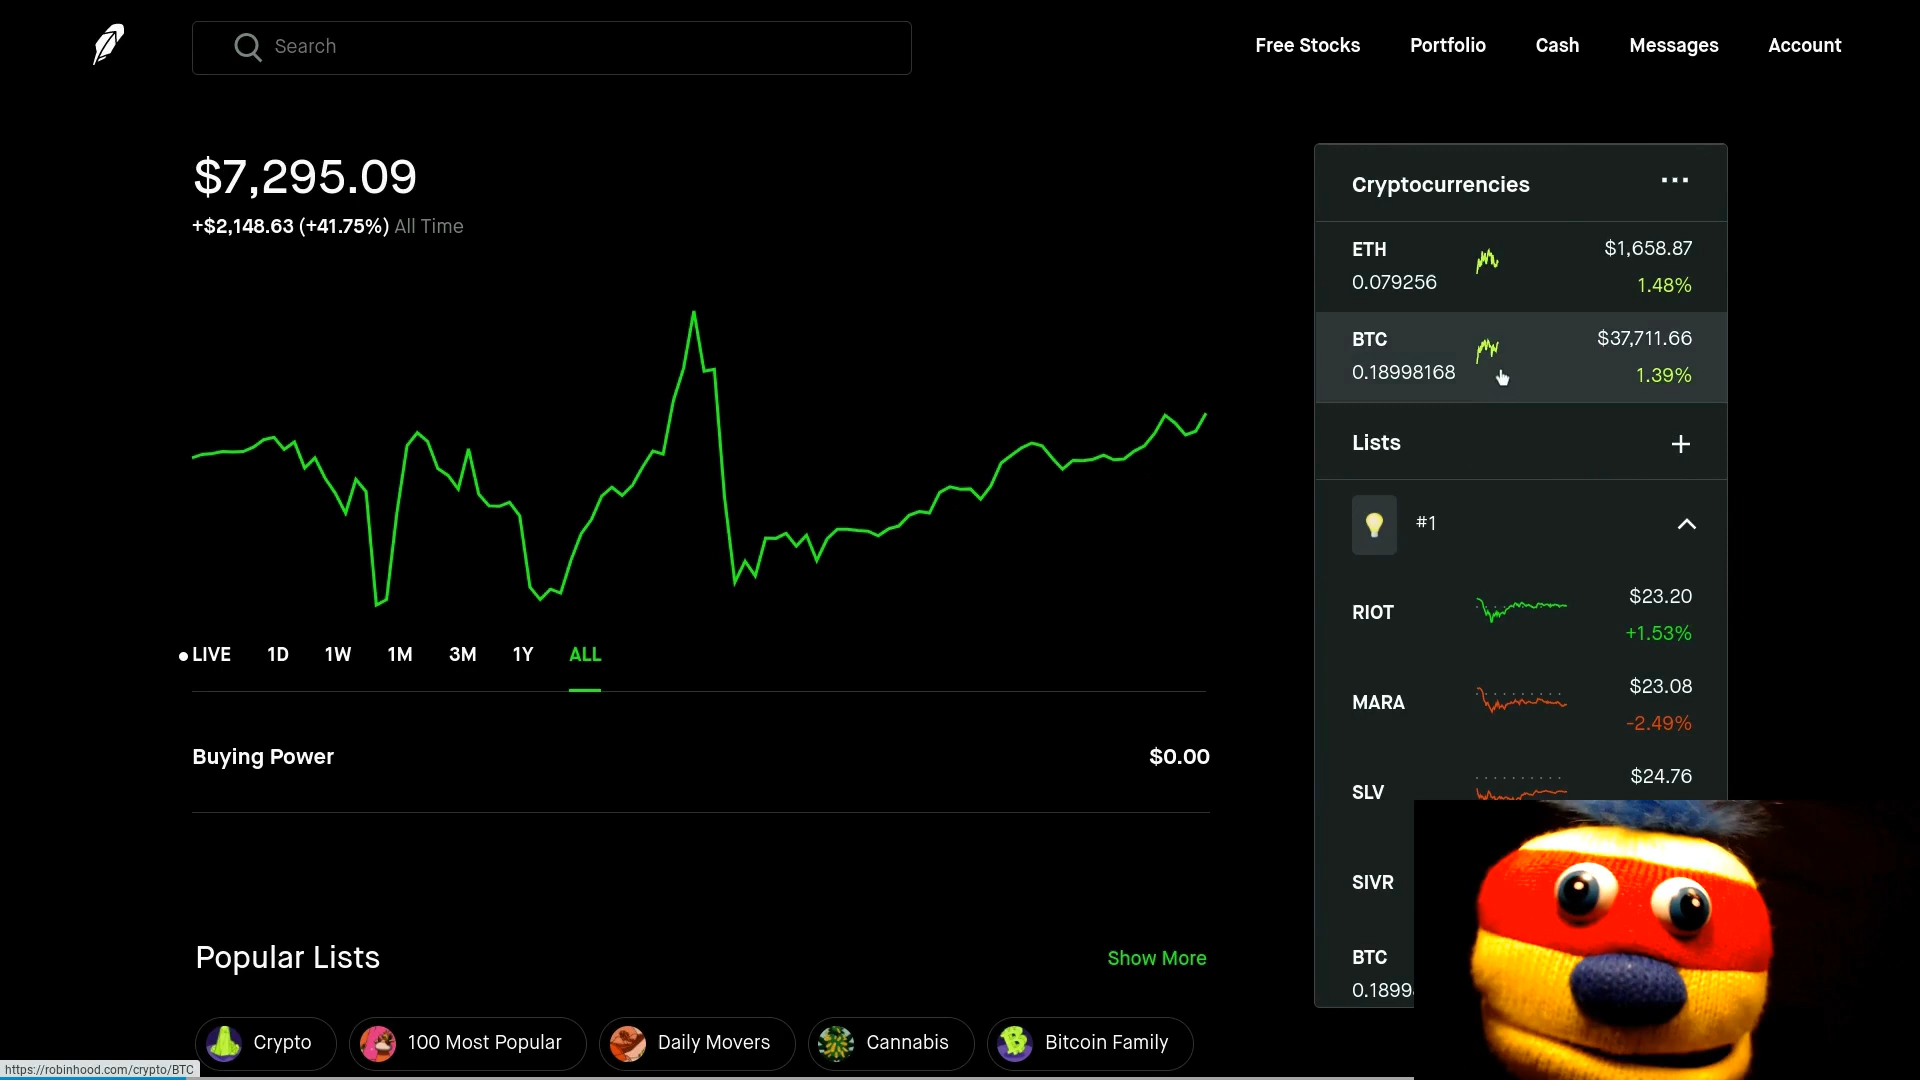 Search
Free Stocks
Portfolio
Cash
Messages
Account
$7,295.09
+$2,148.63 (+41.75%) All Time
LIVE
1D
1W
1M
3M
1Y
ALL
Buying Power
$0.00
Popular Lists
Show More
Crypto
100 Most Popular
Daily Movers
Cannabis
Bitcoin Family
https://robinhood.com/crypto/BTC
Cryptocurrencies
ETH
$1,658.87
0.079256
1.48%
BTC
$37,711.66
0.18998168
1.39%
Lists
#1
RIOT
$23.20
+1.53%
MARA
$23.08
-2.49%
SLV
$24.76
SIVR
BTC
0.1899